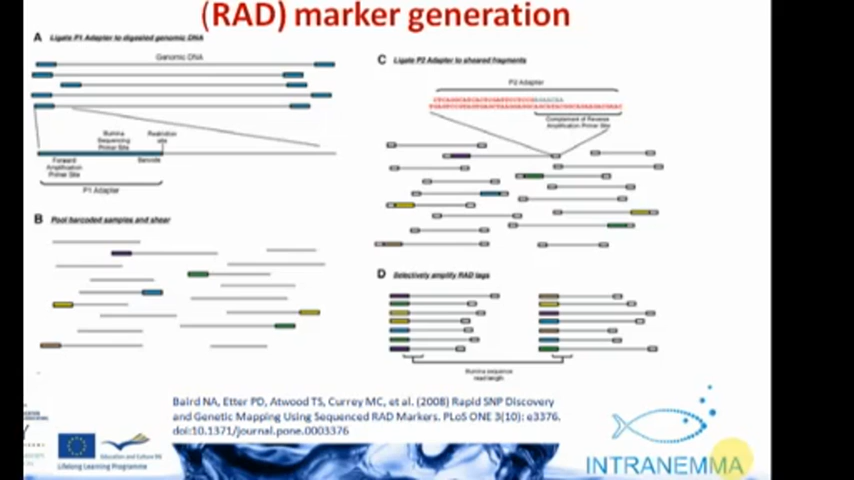 (RAD) marker generation
A Ligate P1 Adapter to digested genomic DNA
Genomic DNA
Illumina
Sequencing
Primer Site
Restriction
site
Forward
Amplification
Primer Site
Barcode
P1 Adapter
B Pool barcoded samples and shear
C Ligate P2 Adapter to sheared fragments
P2 Adapter
Complement of Reverse
Amplification Primer Site
D Selectively amplify RAD tags
Illumina sequence
read length
Baird NA, Etter PD, Atwood TS, Currey MC, et al. (2008) Rapid SNP Discovery
and Genetic Mapping Using Sequenced RAD Markers. PLoS ONE 3(10): e3376.
doi:10.1371/journal.pone.0003376
Education and Culture DG
Lifelong Learning Programme
INTRANEMMA